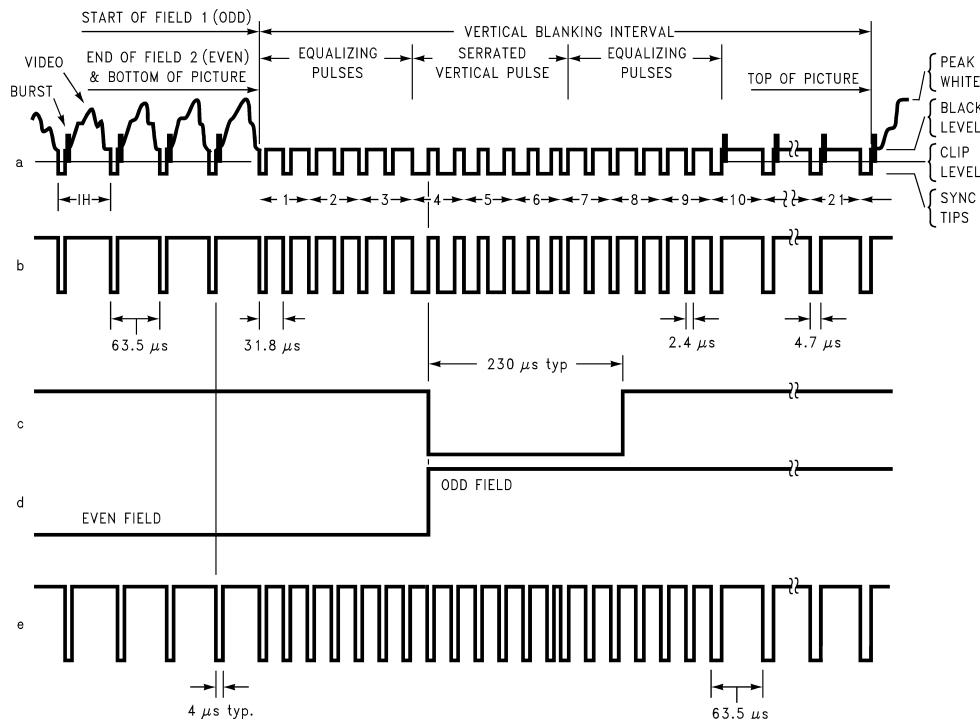 START OF FIELD 1 (ODD)
VERTICAL BLANKING INTERVAL
VIDEO
BURST
END OF FIELD 2 (EVEN)
& BOTTOM OF PICTURE
EQUALIZING
PULSES
SERRATED
VERTICAL PULSE
EQUALIZING
PULSES
TOP OF PICTURE
PEAK
WHITE
BLACK
LEVEL
CLIP
LEVEL
SYNC
TIPS
a
IH
1 2 3 4 5 6 7 8 9 10 21
b
63.5 µs
31.8 µs
2.4 µs
4.7 µs
230 µs typ
c
d
ODD FIELD
EVEN FIELD
e
4 µs typ.
63.5 µs